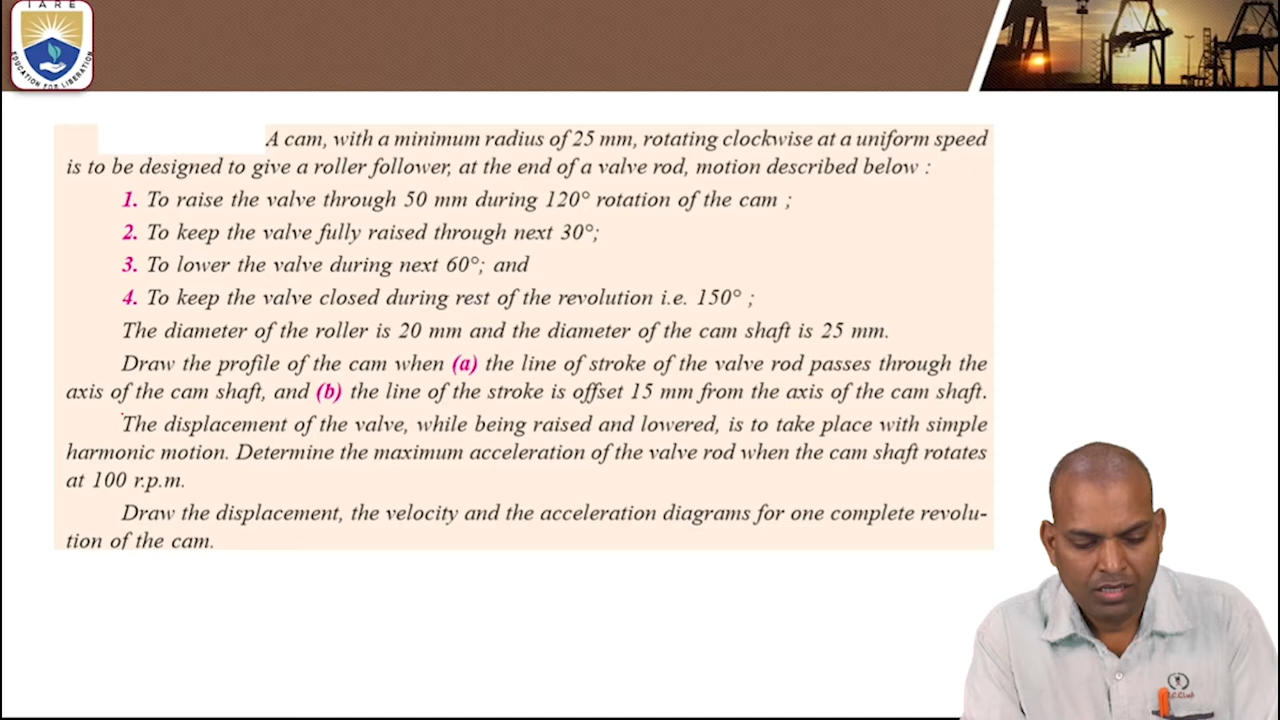 IARE
EDUCATION FOR LIBERATION
A cam, with a minimum radius of 25 mm, rotating clockwise at a uniform speed
is to be designed to give a roller follower, at the end of a valve rod, motion described below :
1. To raise the valve through 50 mm during 120° rotation of the cam ;
2. To keep the valve fully raised through next 30°;
3. To lower the valve during next 60°; and
4. To keep the valve closed during rest of the revolution i.e. 150° ;
The diameter of the roller is 20 mm and the diameter of the cam shaft is 25 mm.
Draw the profile of the cam when (a) the line of stroke of the valve rod passes through the
axis of the cam shaft, and (b) the line of the stroke is offset 15 mm from the axis of the cam shaft.
The displacement of the valve, while being raised and lowered, is to take place with simple
harmonic motion. Determine the maximum acceleration of the valve rod when the cam shaft rotates
at 100 r.p.m.
Draw the displacement, the velocity and the acceleration diagrams for one complete revolu-
tion of the cam.